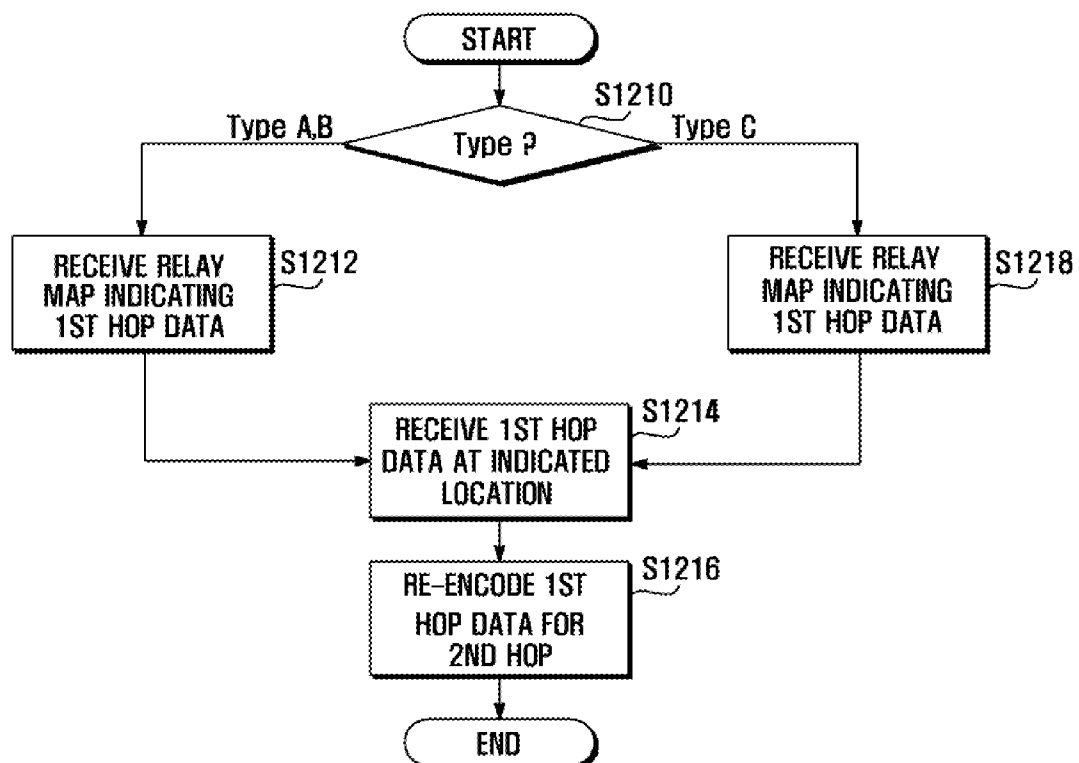 START
S1210
Type A,B
Type ?
Type C
RECEIVE RELAY
MAP INDICATING
1ST HOP DATA
S1212
RECEIVE RELAY
MAP INDICATING
1ST HOP DATA
S1218
RECEIVE 1ST HOP
DATA AT INDICATED
LOCATION
S1214
RE-ENCODE 1ST
HOP DATA FOR
2ND HOP
S1216
END